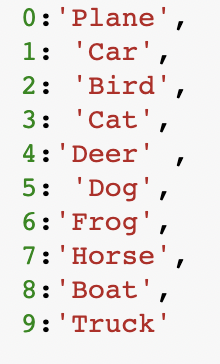 0:'Plane',
1: 'Car',
2: 'Bird',
3: 'Cat',
4:'Deer' ,
5: 'Dog',
6:'Frog',
7:'Horse',
8:'Boat',
9:'Truck'